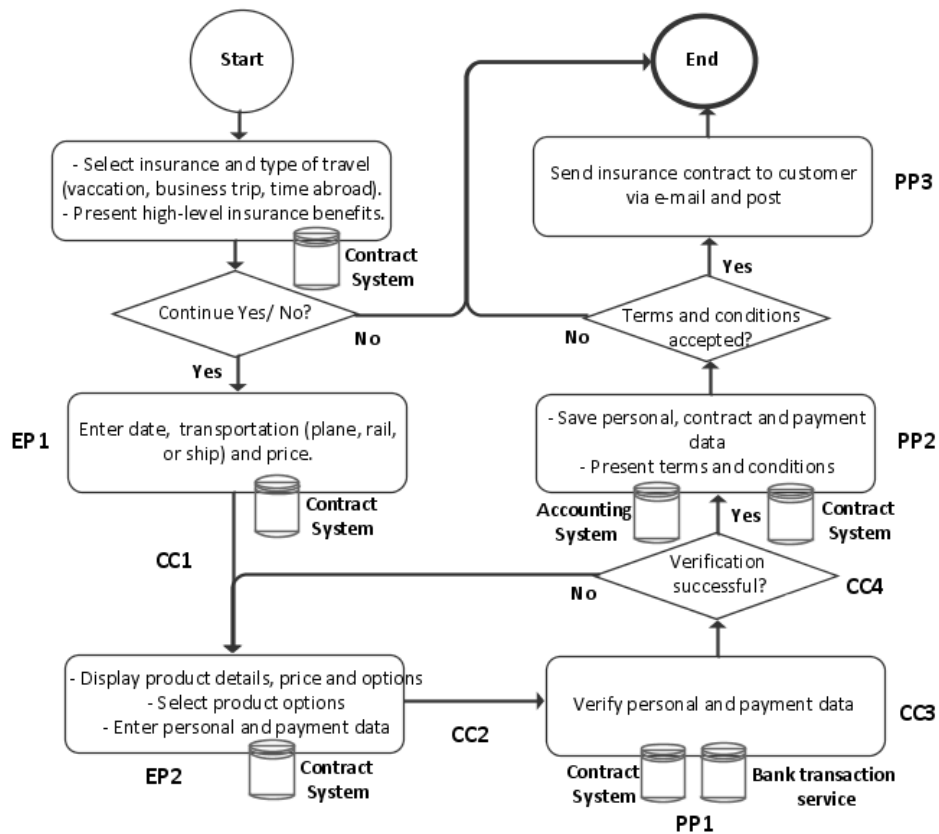 Start
End
- Select insurance and type of travel
(vaccation, business trip, time abroad).
- Present high-level insurance benefits.
Contract
System
Send insurance contract to customer
via e-mail and post
PP3
Yes
Continue Yes/ No?
No
Terms and conditions
accepted?
No
Yes
EP1
Enter date, transportation (plane, rail,
or ship) and price.
Contract
System
- Save personal, contract and payment
data
- Present terms and conditions
PP2
Accounting
System
Yes
Contract
System
CC1
Verification
successful?
No
CC4
- Display product details, price and options
- Select product options
- Enter personal and payment data
CC2
Verify personal and payment data
CC3
EP2
Contract
System
Contract
System
Bank transaction
service
PP1